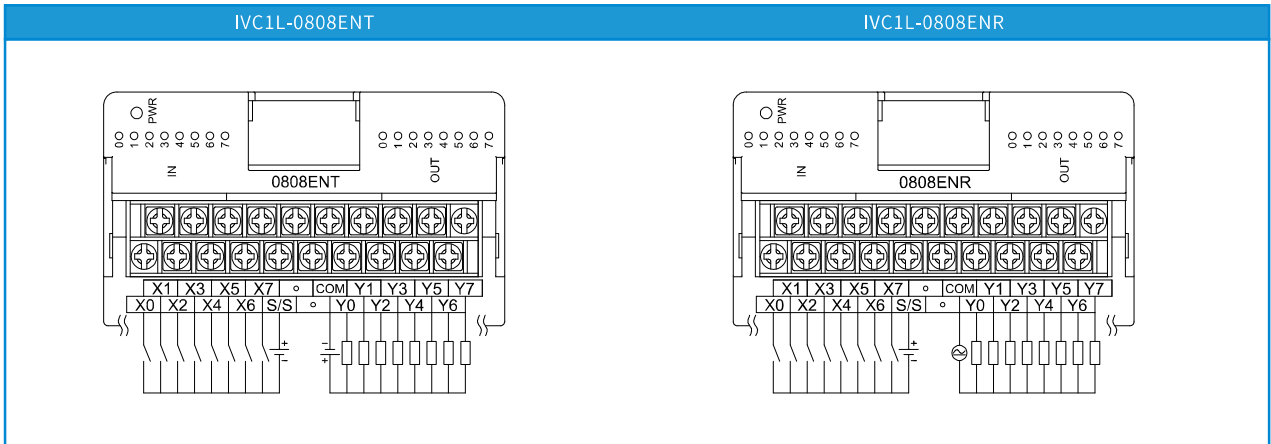 IVC1L-0808ENT
IVC1L-0808ENR
PWR
0 1 2 3 4 5 6 7
0 1 2 3 4 5 6 7
IN
OUT
0808ENT
X1 X3 X5 X7 COM Y1 Y3 Y5 Y7
X0 X2 X4 X6 S/S Y0 Y2 Y4 Y6
+
−
−
+
PWR
0 1 2 3 4 5 6 7
0 1 2 3 4 5 6 7
IN
OUT
0808ENR
X1 X3 X5 X7 COM Y1 Y3 Y5 Y7
X0 X2 X4 X6 S/S Y0 Y2 Y4 Y6
+
−